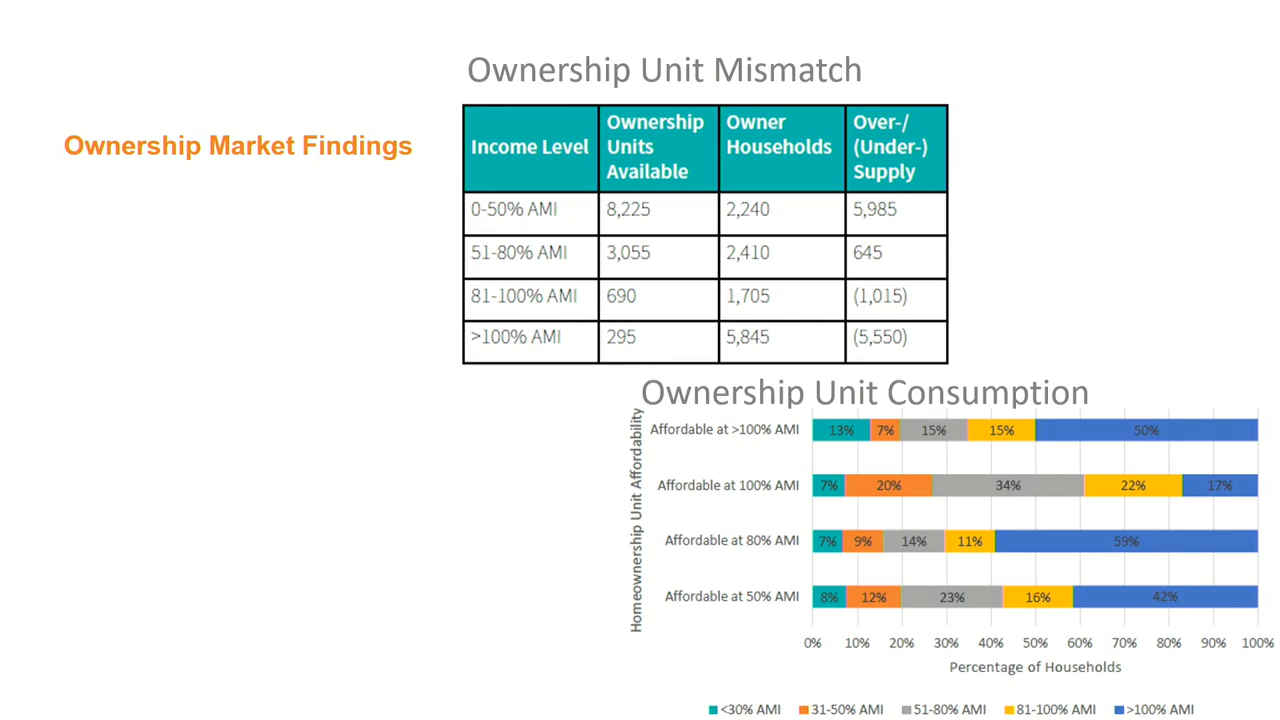 Ownership Unit Mismatch
Ownership Market Findings
Income Level | Ownership Units Available | Owner Households | Over-/ (Under-) Supply
0-50% AMI | 8,225 | 2,240 | 5,985
51-80% AMI | 3,055 | 2,410 | 645
81-100% AMI | 690 | 1,705 | (1,015)
>100% AMI | 295 | 5,845 | (5,550)
Ownership Unit Consumption
Homeownership Unit Affordability
Affordable at >100% AMI 13% 7% 15% 15% 50%
Affordable at 100% AMI 7% 20% 34% 22% 17%
Affordable at 80% AMI 7% 9% 14% 11% 59%
Affordable at 50% AMI 8% 12% 23% 16% 42%
0% 10% 20% 30% 40% 50% 60% 70% 80% 90% 100%
Percentage of Households
<30% AMI 31-50% AMI 51-80% AMI 81-100% AMI >100% AMI